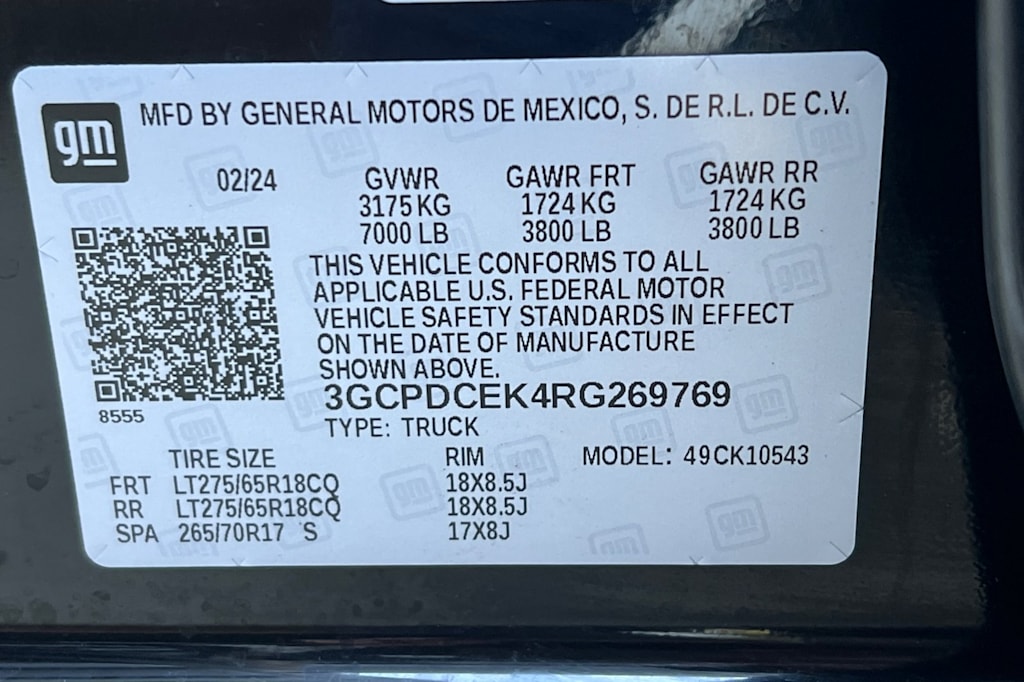 gm
MFD BY GENERAL MOTORS DE MEXICO, S. DE R.L. DE C.V.
02/24 GVWR GAWR FRT GAWR RR
3175 KG 1724 KG 1724 KG
7000 LB 3800 LB 3800 LB
THIS VEHICLE CONFORMS TO ALL
APPLICABLE U.S. FEDERAL MOTOR
VEHICLE SAFETY STANDARDS IN EFFECT
ON THE DATE OF MANUFACTURE
SHOWN ABOVE.
3GCPDCEK4RG269769
8555
TYPE: TRUCK
TIRE SIZE RIM MODEL: 49CK10543
FRT LT275/65R18CQ 18X8.5J
RR LT275/65R18CQ 18X8.5J
SPA 265/70R17 S 17X8J